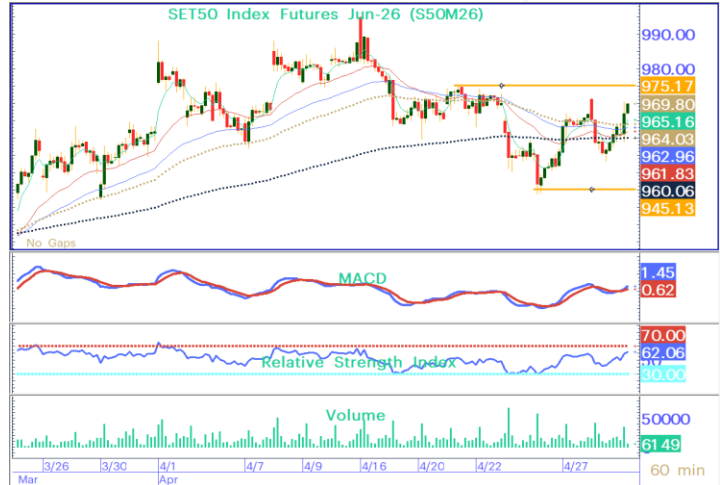 SET50 Index Futures Jun-26 (S50M26)
990.00
980.00
975.17
969.80
965.16
964.03
962.96
961.83
960.06
945.13
No Gaps
MACD
1.45
0.62
70.00
62.06
Relative Strength Index
30.00
Volume
50000
61.49
3/26 3/30 4/1 4/7 4/9 4/16 4/20 4/22 4/27
Mar Apr
60 min